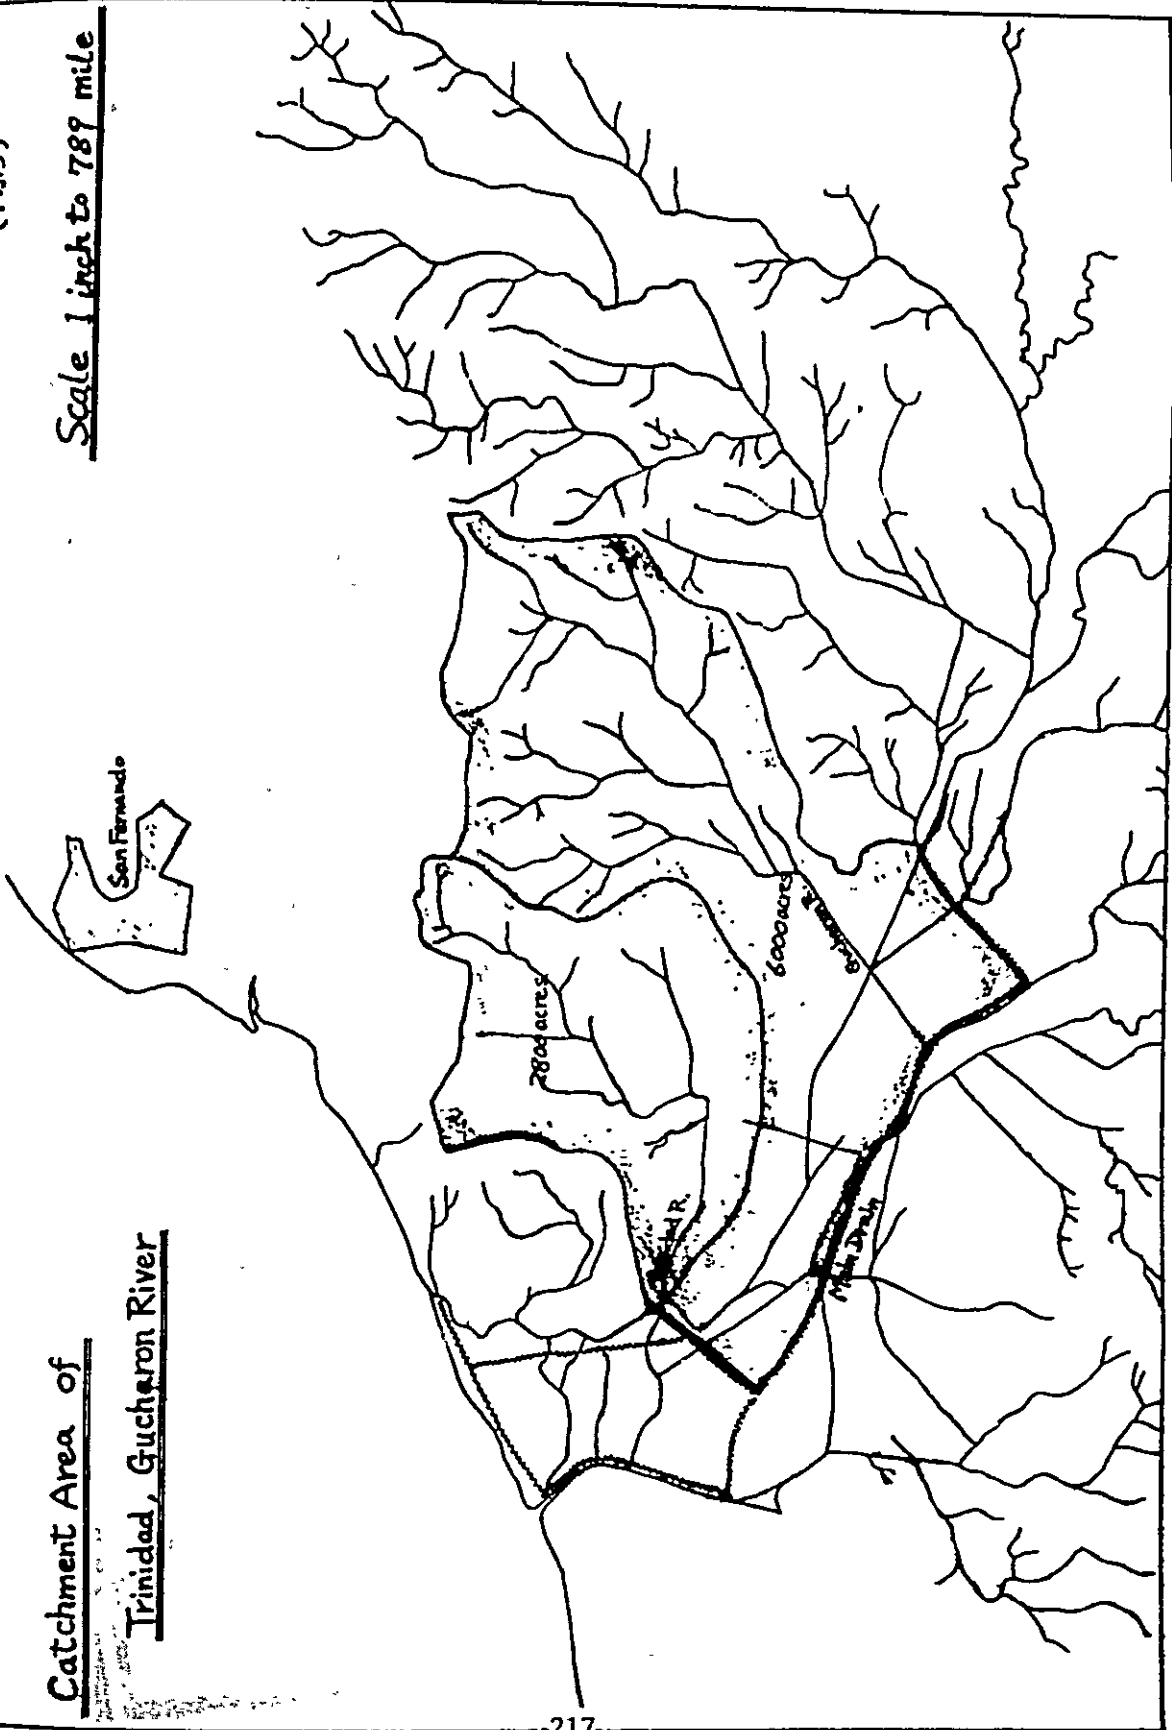 Catchment Area of
Trinidad, Gucharon River
Scale 1 inch to 789 mile
San Fernando
2800 acres
6000 acres
R.
Main Drain
217